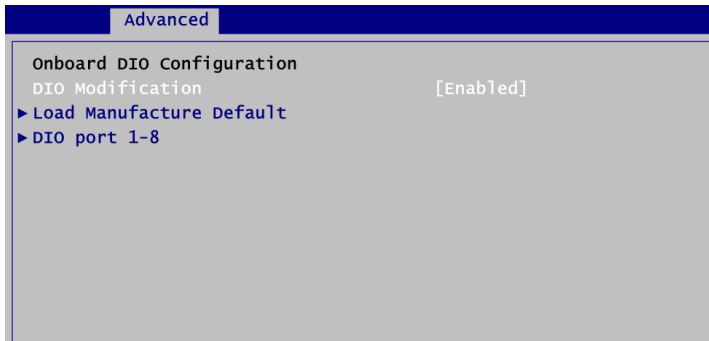 Advanced
Onboard DIO Configuration
DIO Modification [Enabled]
▶ Load Manufacture Default
▶ DIO port 1-8